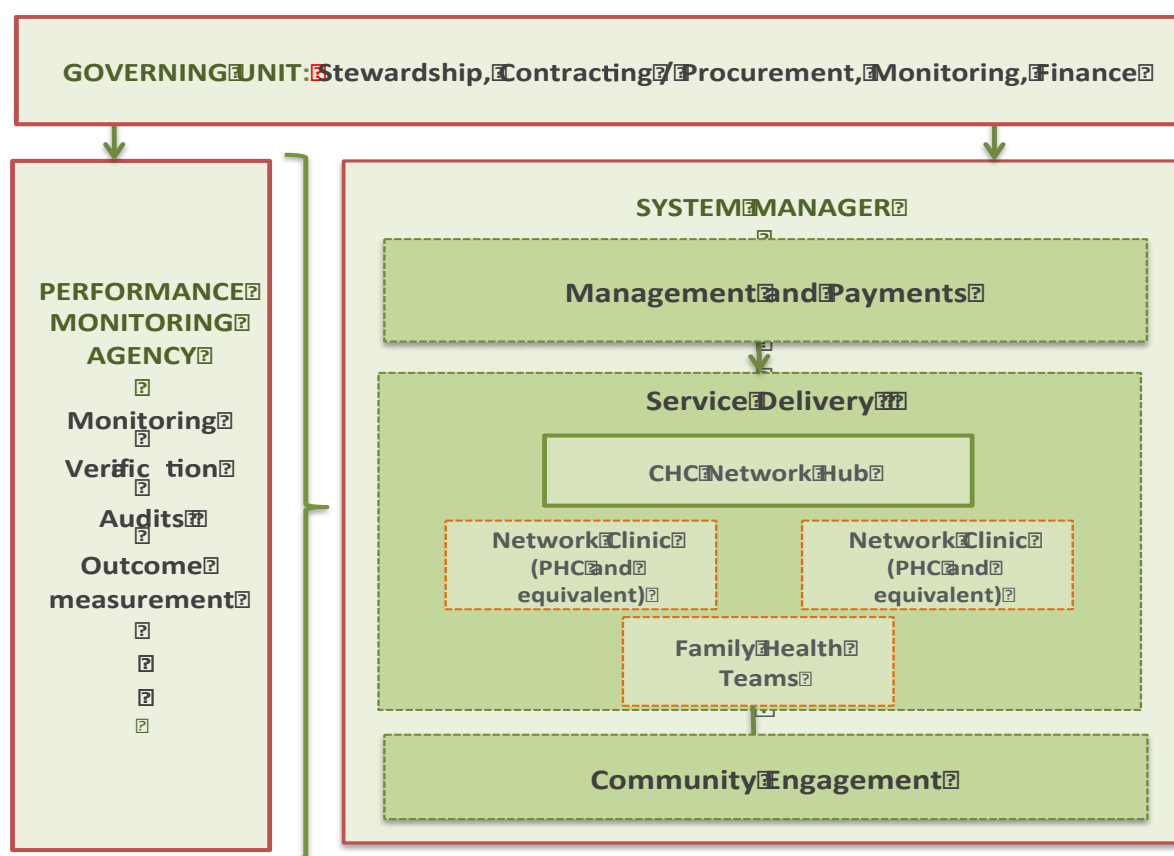 GOVERNING UNIT: Stewardship, Contracting / Procurement, Monitoring, Finance
PERFORMANCE
MONITORING
AGENCY
Monitoring
Verific tion
Audits
Outcome
measurement
SYSTEM MANAGER
Management and Payments
Service Delivery
CHC Network Hub
Network Clinic
(PHC and
equivalent)
Network Clinic
(PHC and
equivalent)
Family Health
Teams
Community Engagement